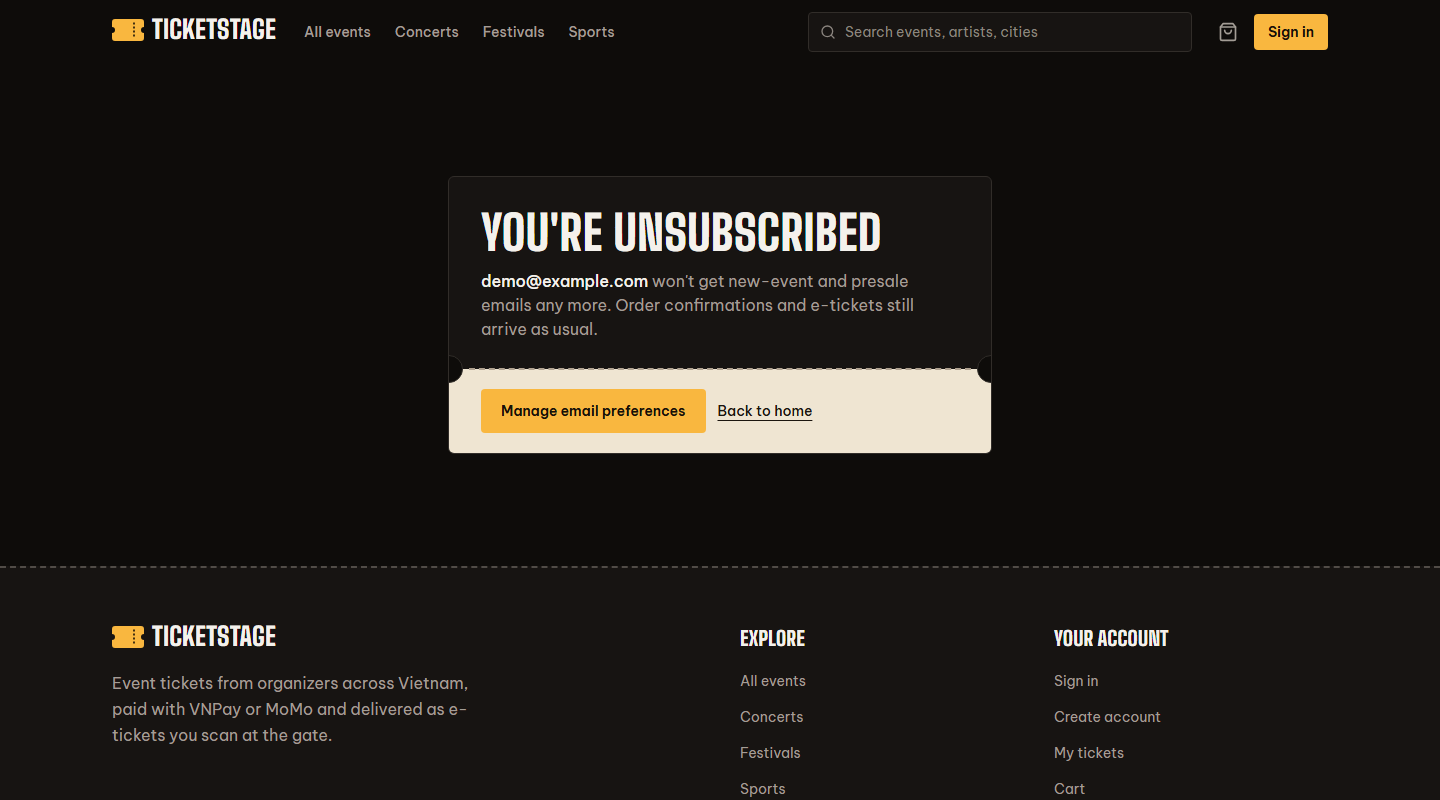 TICKETSTAGE
All events
Concerts
Festivals
Sports
Search events, artists, cities
Sign in
YOU'RE UNSUBSCRIBED
demo@example.com won't get new-event and presale
emails any more. Order confirmations and e-tickets still
arrive as usual.
Manage email preferences
Back to home
TICKETSTAGE
Event tickets from organizers across Vietnam,
paid with VNPay or MoMo and delivered as e-
tickets you scan at the gate.
EXPLORE
All events
Concerts
Festivals
Sports
YOUR ACCOUNT
Sign in
Create account
My tickets
Cart